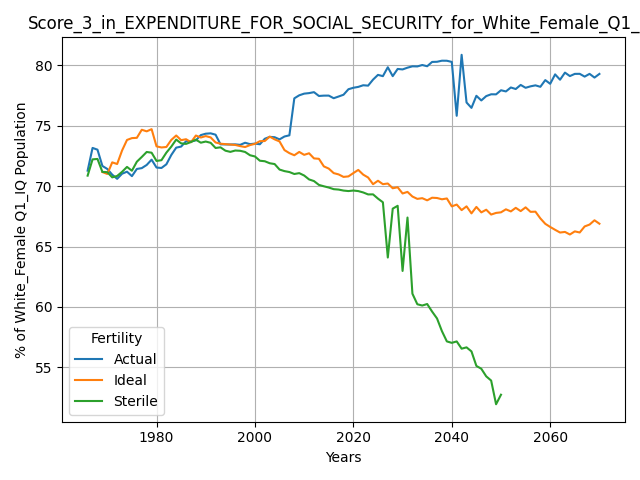 Score_3_in_EXPENDITURE_FOR_SOCIAL_SECURITY_for_White_Female_Q1_
% of White_Female Q1_IQ Population
80
75
70
65
60
55
Fertility
Actual
Ideal
Sterile
1980 2000 2020 2040 2060
Years